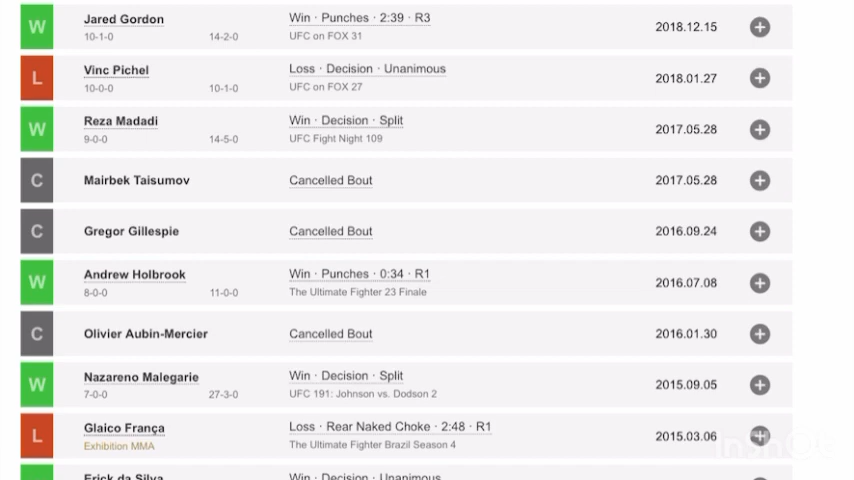 W Jared Gordon Win · Punches · 2:39 · R3 2018.12.15
10-1-0 14-2-0 UFC on FOX 31
L Vinc Pichel Loss · Decision · Unanimous 2018.01.27
10-0-0 10-1-0 UFC on FOX 27
W Reza Madadi Win · Decision · Split 2017.05.28
9-0-0 14-5-0 UFC Fight Night 109
C Mairbek Taisumov Cancelled Bout 2017.05.28
C Gregor Gillespie Cancelled Bout 2016.09.24
W Andrew Holbrook Win · Punches · 0:34 · R1 2016.07.08
8-0-0 11-0-0 The Ultimate Fighter 23 Finale
C Olivier Aubin-Mercier Cancelled Bout 2016.01.30
W Nazareno Malegarie Win · Decision · Split 2015.09.05
7-0-0 27-3-0 UFC 191: Johnson vs. Dodson 2
L Glaico França Loss · Rear Naked Choke · 2:48 · R1 2015.03.06
Exhibition MMA The Ultimate Fighter Brazil Season 4
InShOt
Erick da Silva Win · Decision · Unanimous